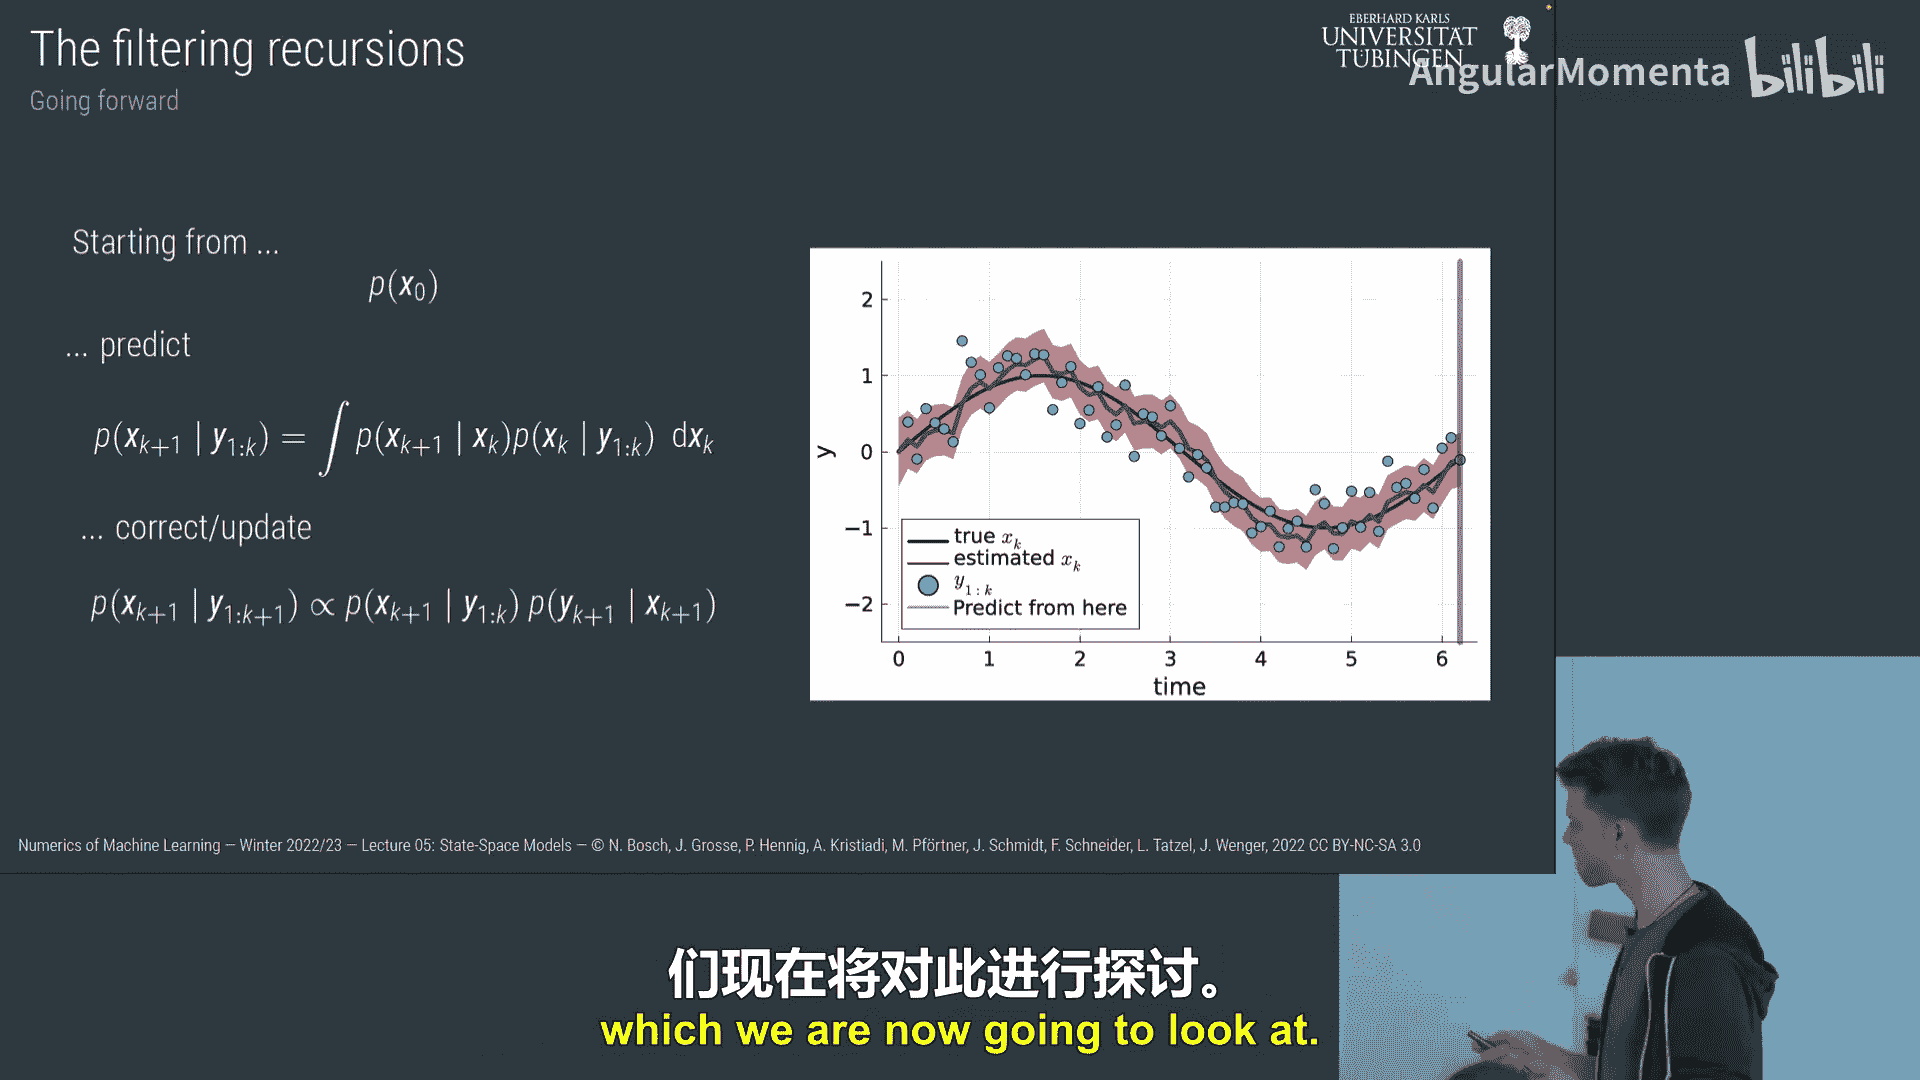 The filtering recursions
Going forward
EBERHARD KARLS
UNIVERSITÄT
TÜBINGEN
AngularMomenta bilibili
Starting from ...
p(x₀)
... predict
p(xₖ₊₁ | y₁:ₖ) = ∫ p(xₖ₊₁ | xₖ)p(xₖ | y₁:ₖ) dxₖ
... correct/update
p(xₖ₊₁ | y₁:ₖ₊₁) ∝ p(xₖ₊₁ | y₁:ₖ) p(yₖ₊₁ | xₖ₊₁)
2
1
0
−1
−2
y
true xₖ
estimated xₖ
y₁:ₖ
Predict from here
0 1 2 3 4 5 6
time
Numerics of Machine Learning — Winter 2022/23 — Lecture 05: State-Space Models — © N. Bosch, J. Grosse, P. Hennig, A. Kristiadi, M. Pförtner, J. Schmidt, F. Schneider, L. Tatzel, J. Wenger, 2022 CC BY-NC-SA 3.0
们现在将对此进行探讨。
which we are now going to look at.